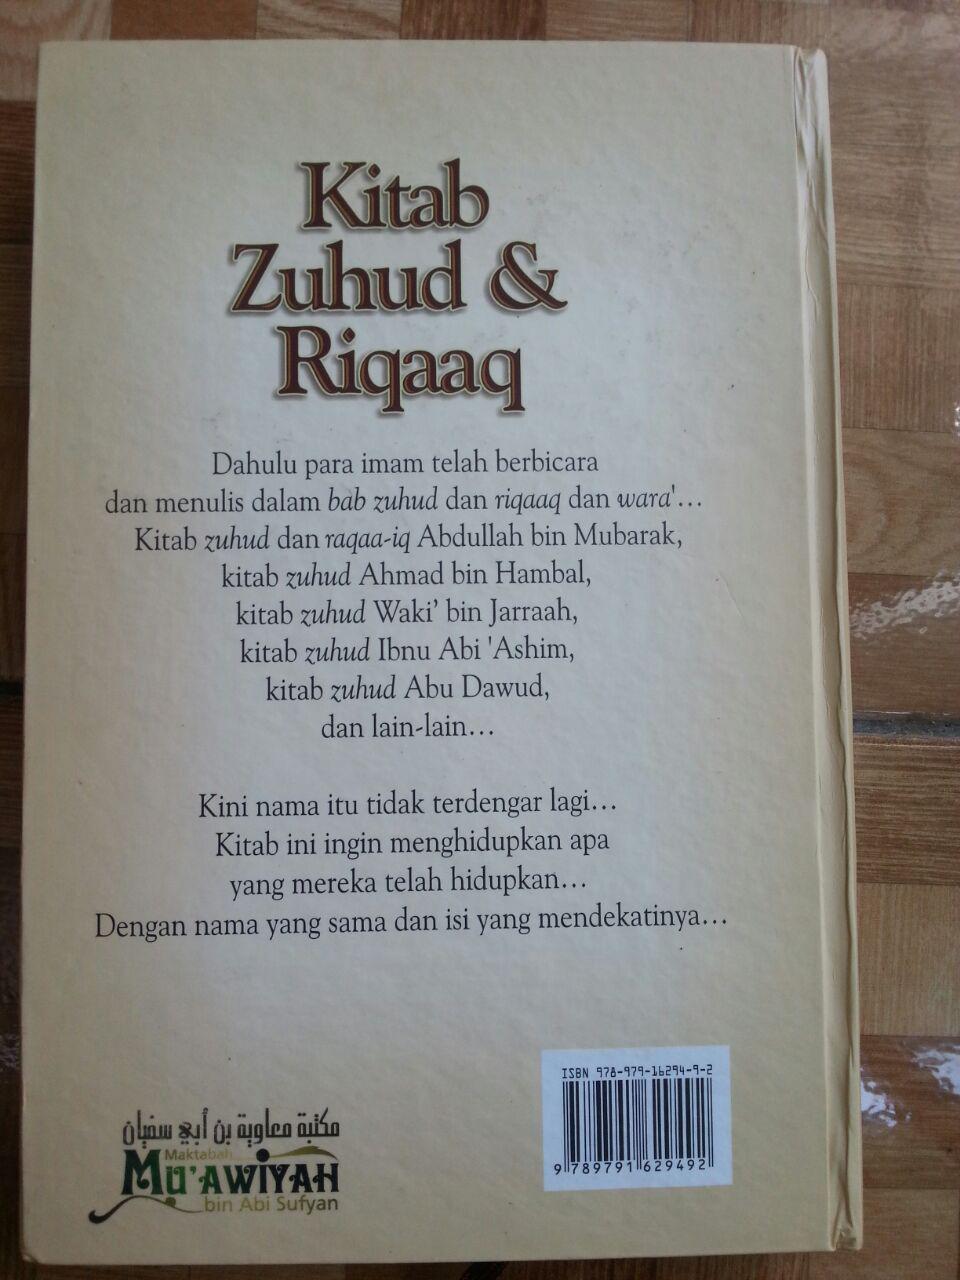 Kitab
Zuhud &
Riqaaq
Dahulu para imam telah berbicara
dan menulis dalam bab zuhud dan riqaaq dan wara'...
Kitab zuhud dan raqaa-iq Abdullah bin Mubarak,
kitab zuhud Ahmad bin Hambal,
kitab zuhud Waki’ bin Jarraah,
kitab zuhud Ibnu Abi 'Ashim,
kitab zuhud Abu Dawud,
dan lain-lain...
Kini nama itu tidak terdengar lagi...
Kitab ini ingin menghidupkan apa
yang mereka telah hidupkan...
Dengan nama yang sama dan isi yang mendekatinya...
مكتبة معاوية بن أبي سفيان
Maktabah
MU'AWIYAH
bin Abi Sufyan
ISBN 978-979-16294-9-2
9 789791 629492